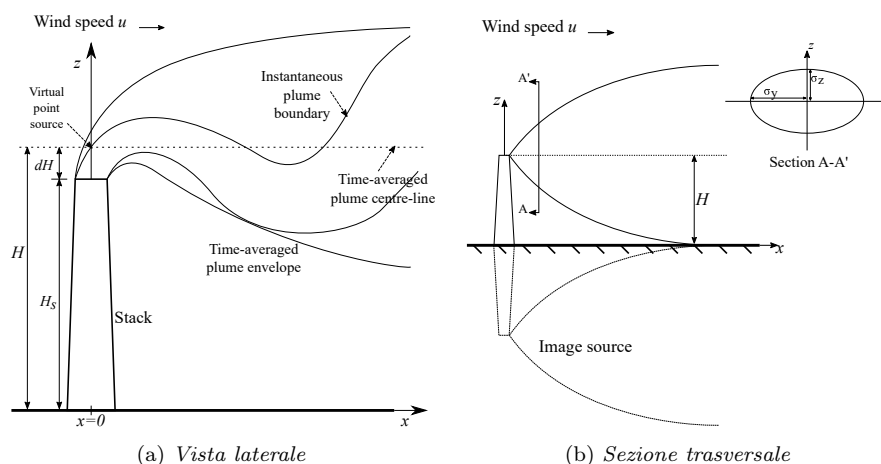 Wind speed u
z
Virtual
point
source
Instantaneous
plume
boundary
dH
Time-averaged
plume centre-line
H
Time-averaged
plume envelope
Hs
Stack
x=0
x
(a) Vista laterale
Wind speed u
z
A'
A
H
x
Image source
z
σy
σz
Section A-A'
(b) Sezione trasversale